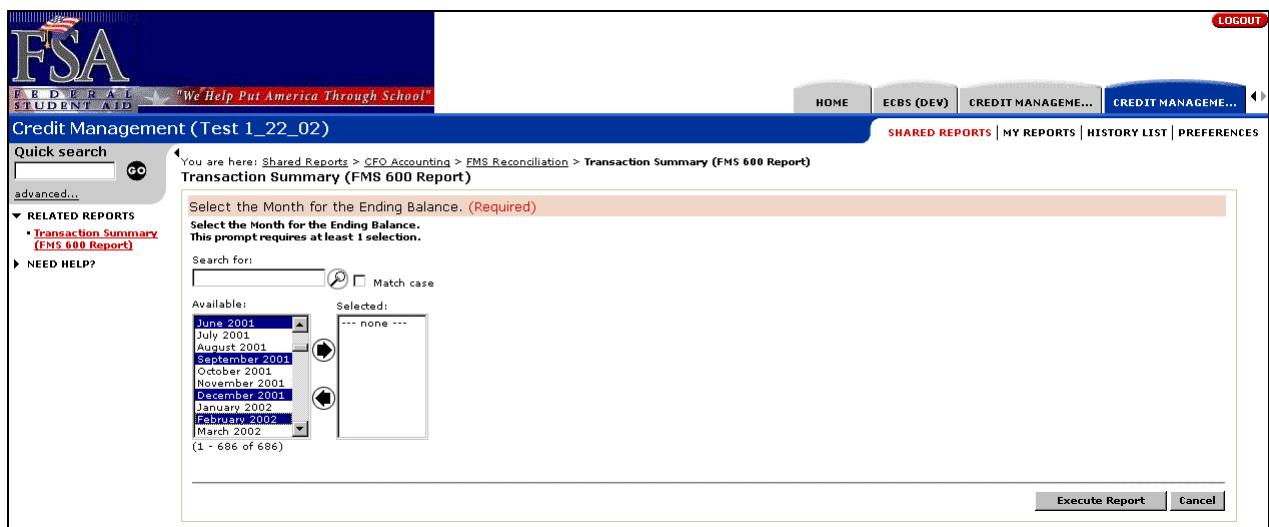 LOGOUT
FSA
FEDERAL
STUDENT AID
"We Help Put America Through School"
HOME
ECBS (DEV)
CREDIT MANAGEME...
CREDIT MANAGEME...
Credit Management (Test 1_22_02)
SHARED REPORTS | MY REPORTS | HISTORY LIST | PREFERENCES
Quick search
GO
advanced...
RELATED REPORTS
Transaction Summary
(FMS 600 Report)
NEED HELP?
You are here: Shared Reports > CFO Accounting > FMS Reconciliation > Transaction Summary (FMS 600 Report)
Transaction Summary (FMS 600 Report)
Select the Month for the Ending Balance. (Required)
Select the Month for the Ending Balance.
This prompt requires at least 1 selection.
Search for:
Match case
Available:
Selected:
June 2001
July 2001
August 2001
September 2001
October 2001
November 2001
December 2001
January 2002
February 2002
March 2002
--- none ---
(1 - 686 of 686)
Execute Report
Cancel